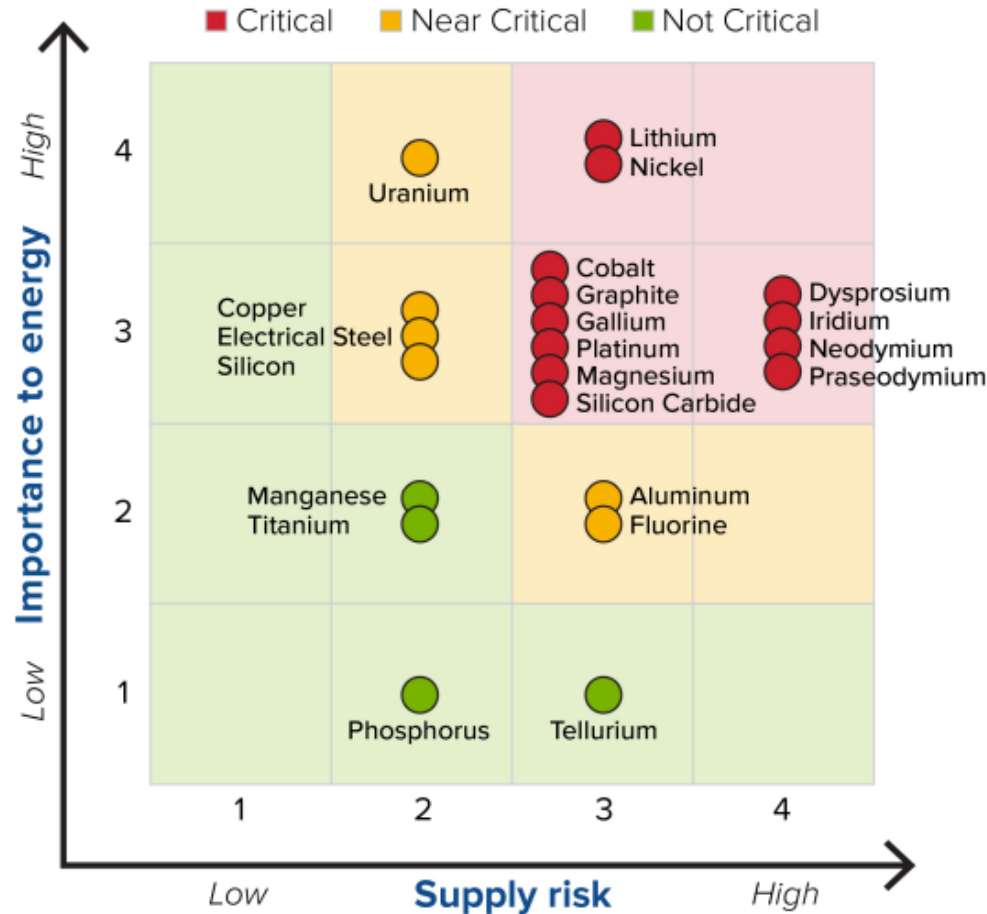 Critical
Near Critical
Not Critical
High
Importance to energy
Low
4
3
2
1
Uranium
Lithium
Nickel
Copper
Electrical Steel
Silicon
Cobalt
Graphite
Gallium
Platinum
Magnesium
Silicon Carbide
Dysprosium
Iridium
Neodymium
Praseodymium
Manganese
Titanium
Aluminum
Fluorine
Phosphorus
Tellurium
1
2
3
4
Low
Supply risk
High